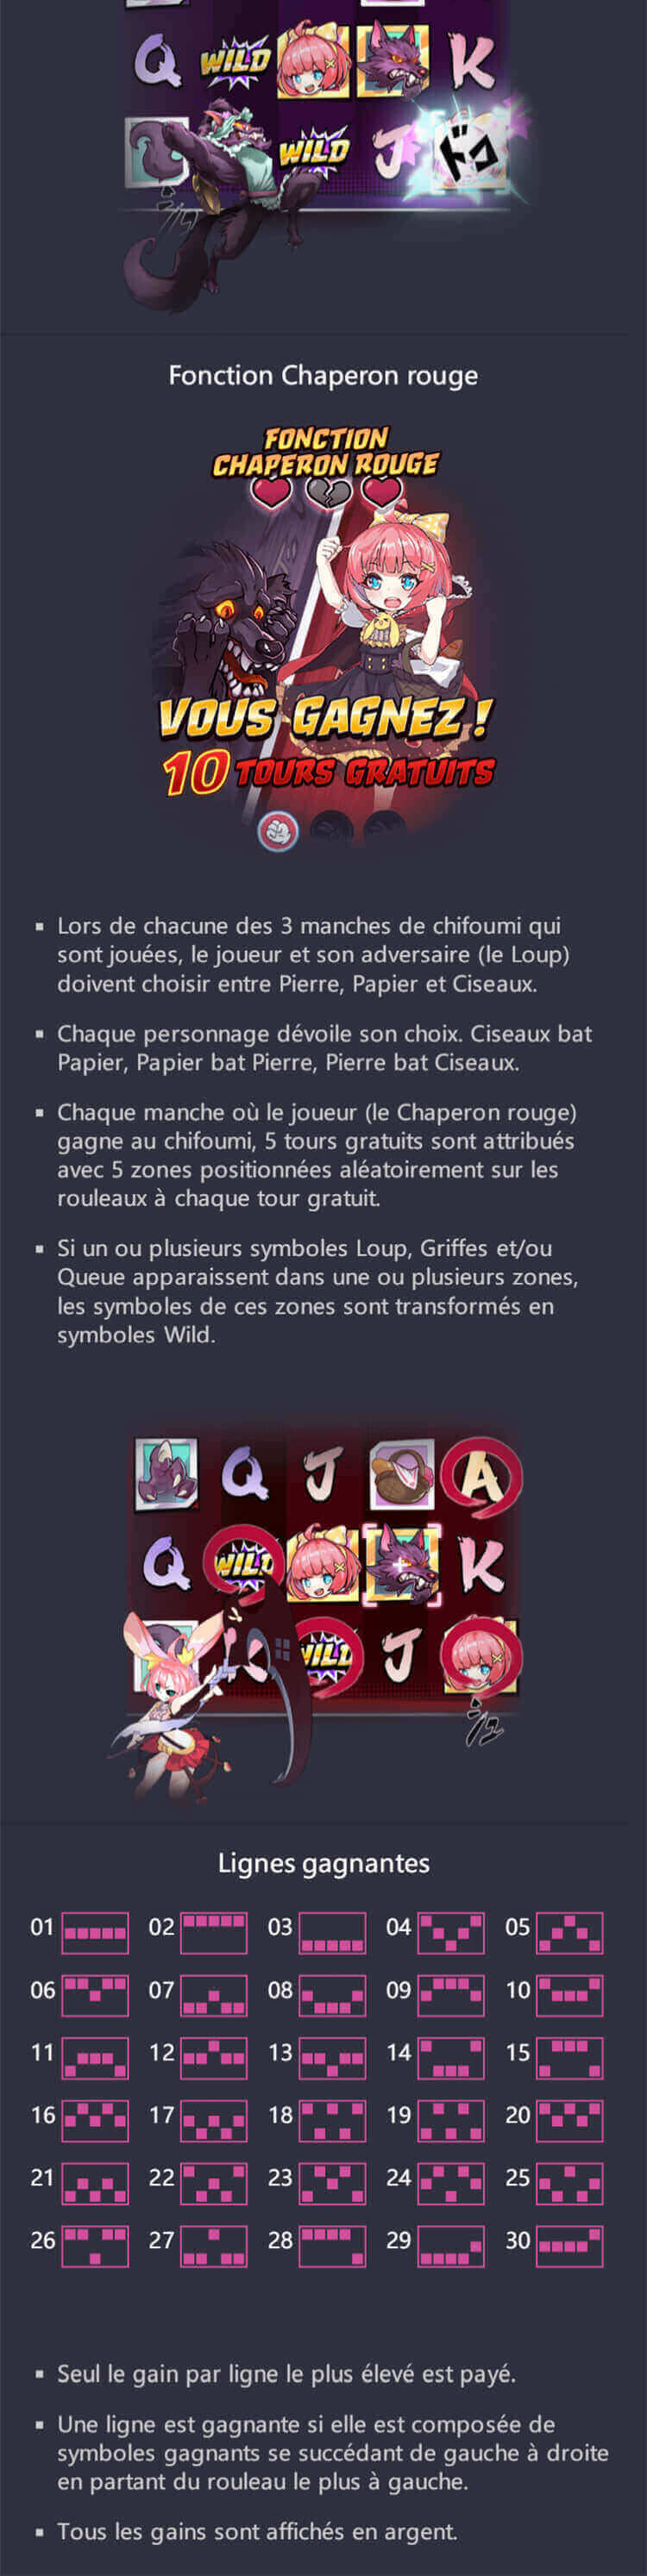 Q WILD K
WILD J ドコ
Fonction Chaperon rouge
FONCTION
CHAPERON ROUGE
VOUS GAGNEZ !
10 TOURS GRATUITS
▪ Lors de chacune des 3 manches de chifoumi qui
sont jouées, le joueur et son adversaire (le Loup)
doivent choisir entre Pierre, Papier et Ciseaux.
▪ Chaque personnage dévoile son choix. Ciseaux bat
Papier, Papier bat Pierre, Pierre bat Ciseaux.
▪ Chaque manche où le joueur (le Chaperon rouge)
gagne au chifoumi, 5 tours gratuits sont attribués
avec 5 zones positionnées aléatoirement sur les
rouleaux à chaque tour gratuit.
▪ Si un ou plusieurs symboles Loup, Griffes et/ou
Queue apparaissent dans une ou plusieurs zones,
les symboles de ces zones sont transformés en
symboles Wild.
Q J A
Q WILD K
WILD J
Lignes gagnantes
01 02 03 04 05
06 07 08 09 10
11 12 13 14 15
16 17 18 19 20
21 22 23 24 25
26 27 28 29 30
▪ Seul le gain par ligne le plus élevé est payé.
▪ Une ligne est gagnante si elle est composée de
symboles gagnants se succédant de gauche à droite
en partant du rouleau le plus à gauche.
▪ Tous les gains sont affichés en argent.